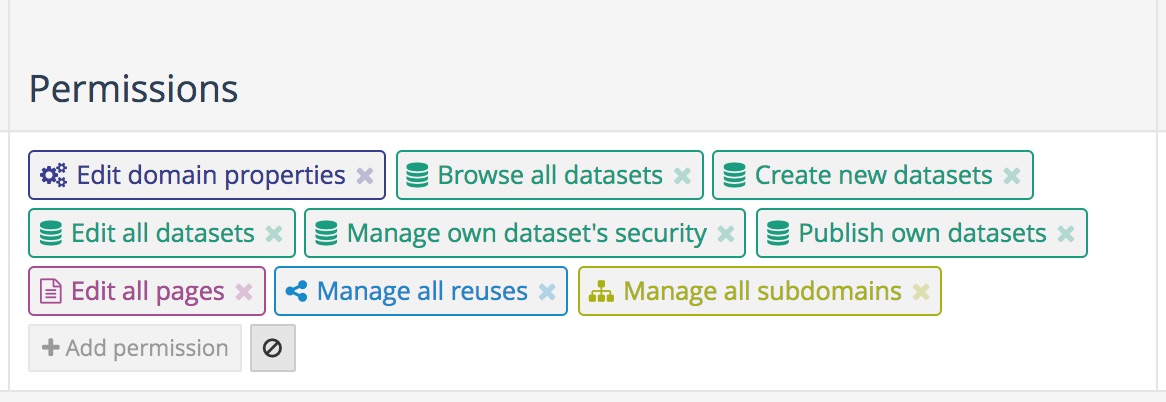 Permissions
Edit domain properties Browse all datasets Create new datasets
Edit all datasets Manage own dataset's security Publish own datasets
Edit all pages Manage all reuses Manage all subdomains
Add permission